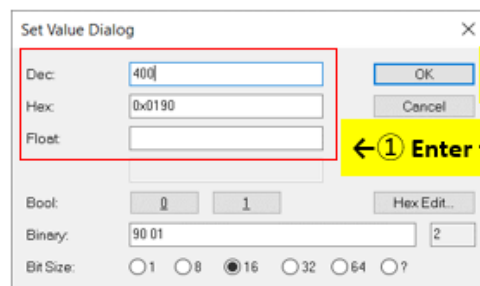 Set Value Dialog
Dec: 400 OK
Hex: 0x0190 Cancel
Float:
←① Enter
Bool: 0 1 Hex Edit...
Binary: 90 01 2
Bit Size: 1 8 16 32 64 ?